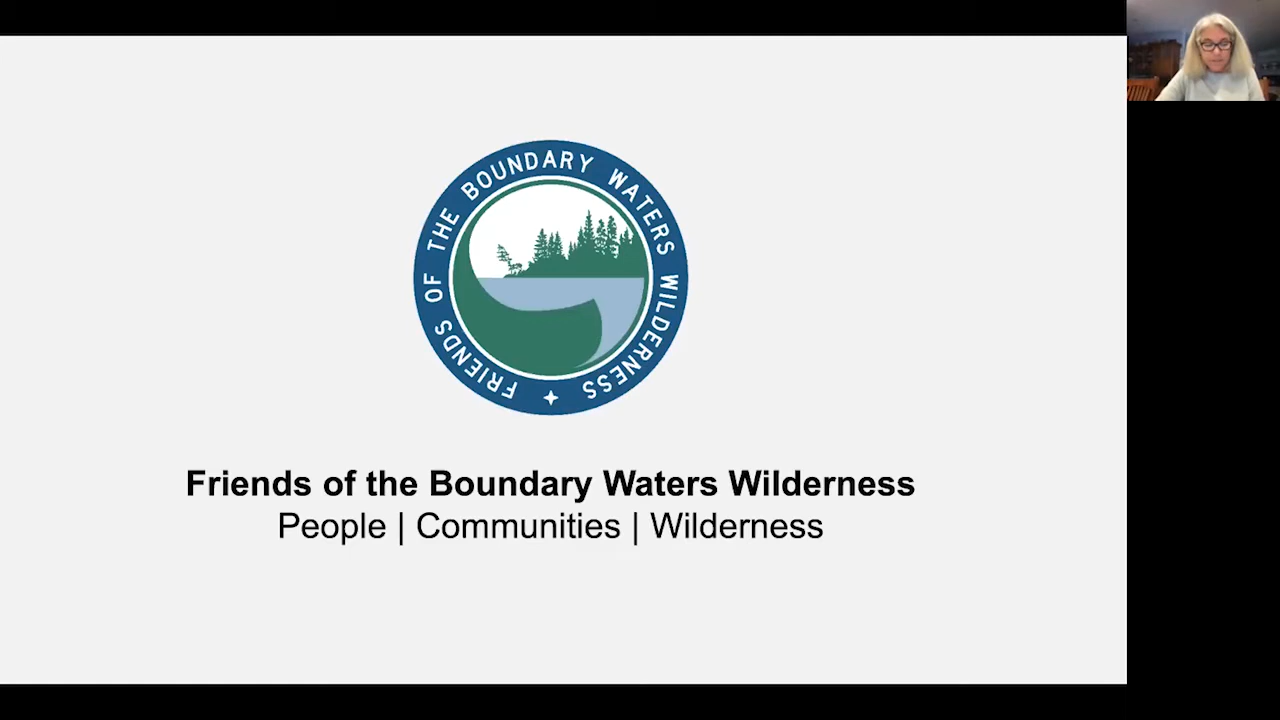 FRIENDS OF THE BOUNDARY WATERS WILDERNESS
Friends of the Boundary Waters Wilderness
People | Communities | Wilderness